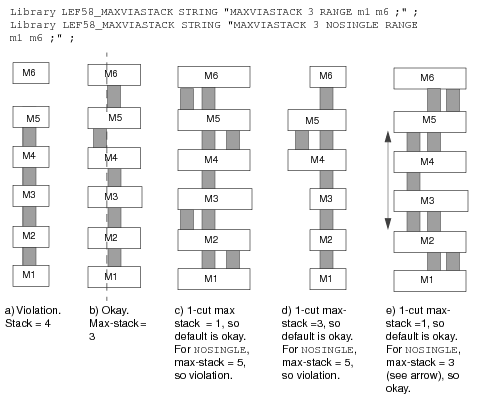 Library LEF58_MAXVIASTACK STRING "MAXVIASTACK 3 RANGE m1 m6 ;" ;
Library LEF58_MAXVIASTACK STRING "MAXVIASTACK 3 NOSINGLE RANGE
m1 m6 ;" ;
M6
M5
M4
M3
M2
M1
a) Violation.
Stack = 4
M6
M5
M4
M3
M2
M1
b) Okay.
Max-stack=
3
M6
M5
M4
M3
M2
M1
c) 1-cut max
stack = 1, so
default is okay.
For NOSINGLE,
max-stack = 5,
so violation.
M6
M5
M4
M3
M2
M1
d) 1-cut max-
stack =3, so
default is okay.
For NOSINGLE,
max-stack = 5,
so violation.
M6
M5
M4
M3
M2
M1
e) 1-cut max-
stack =1, so
default is okay.
For NOSINGLE,
max-stack = 3
(see arrow), so
okay.